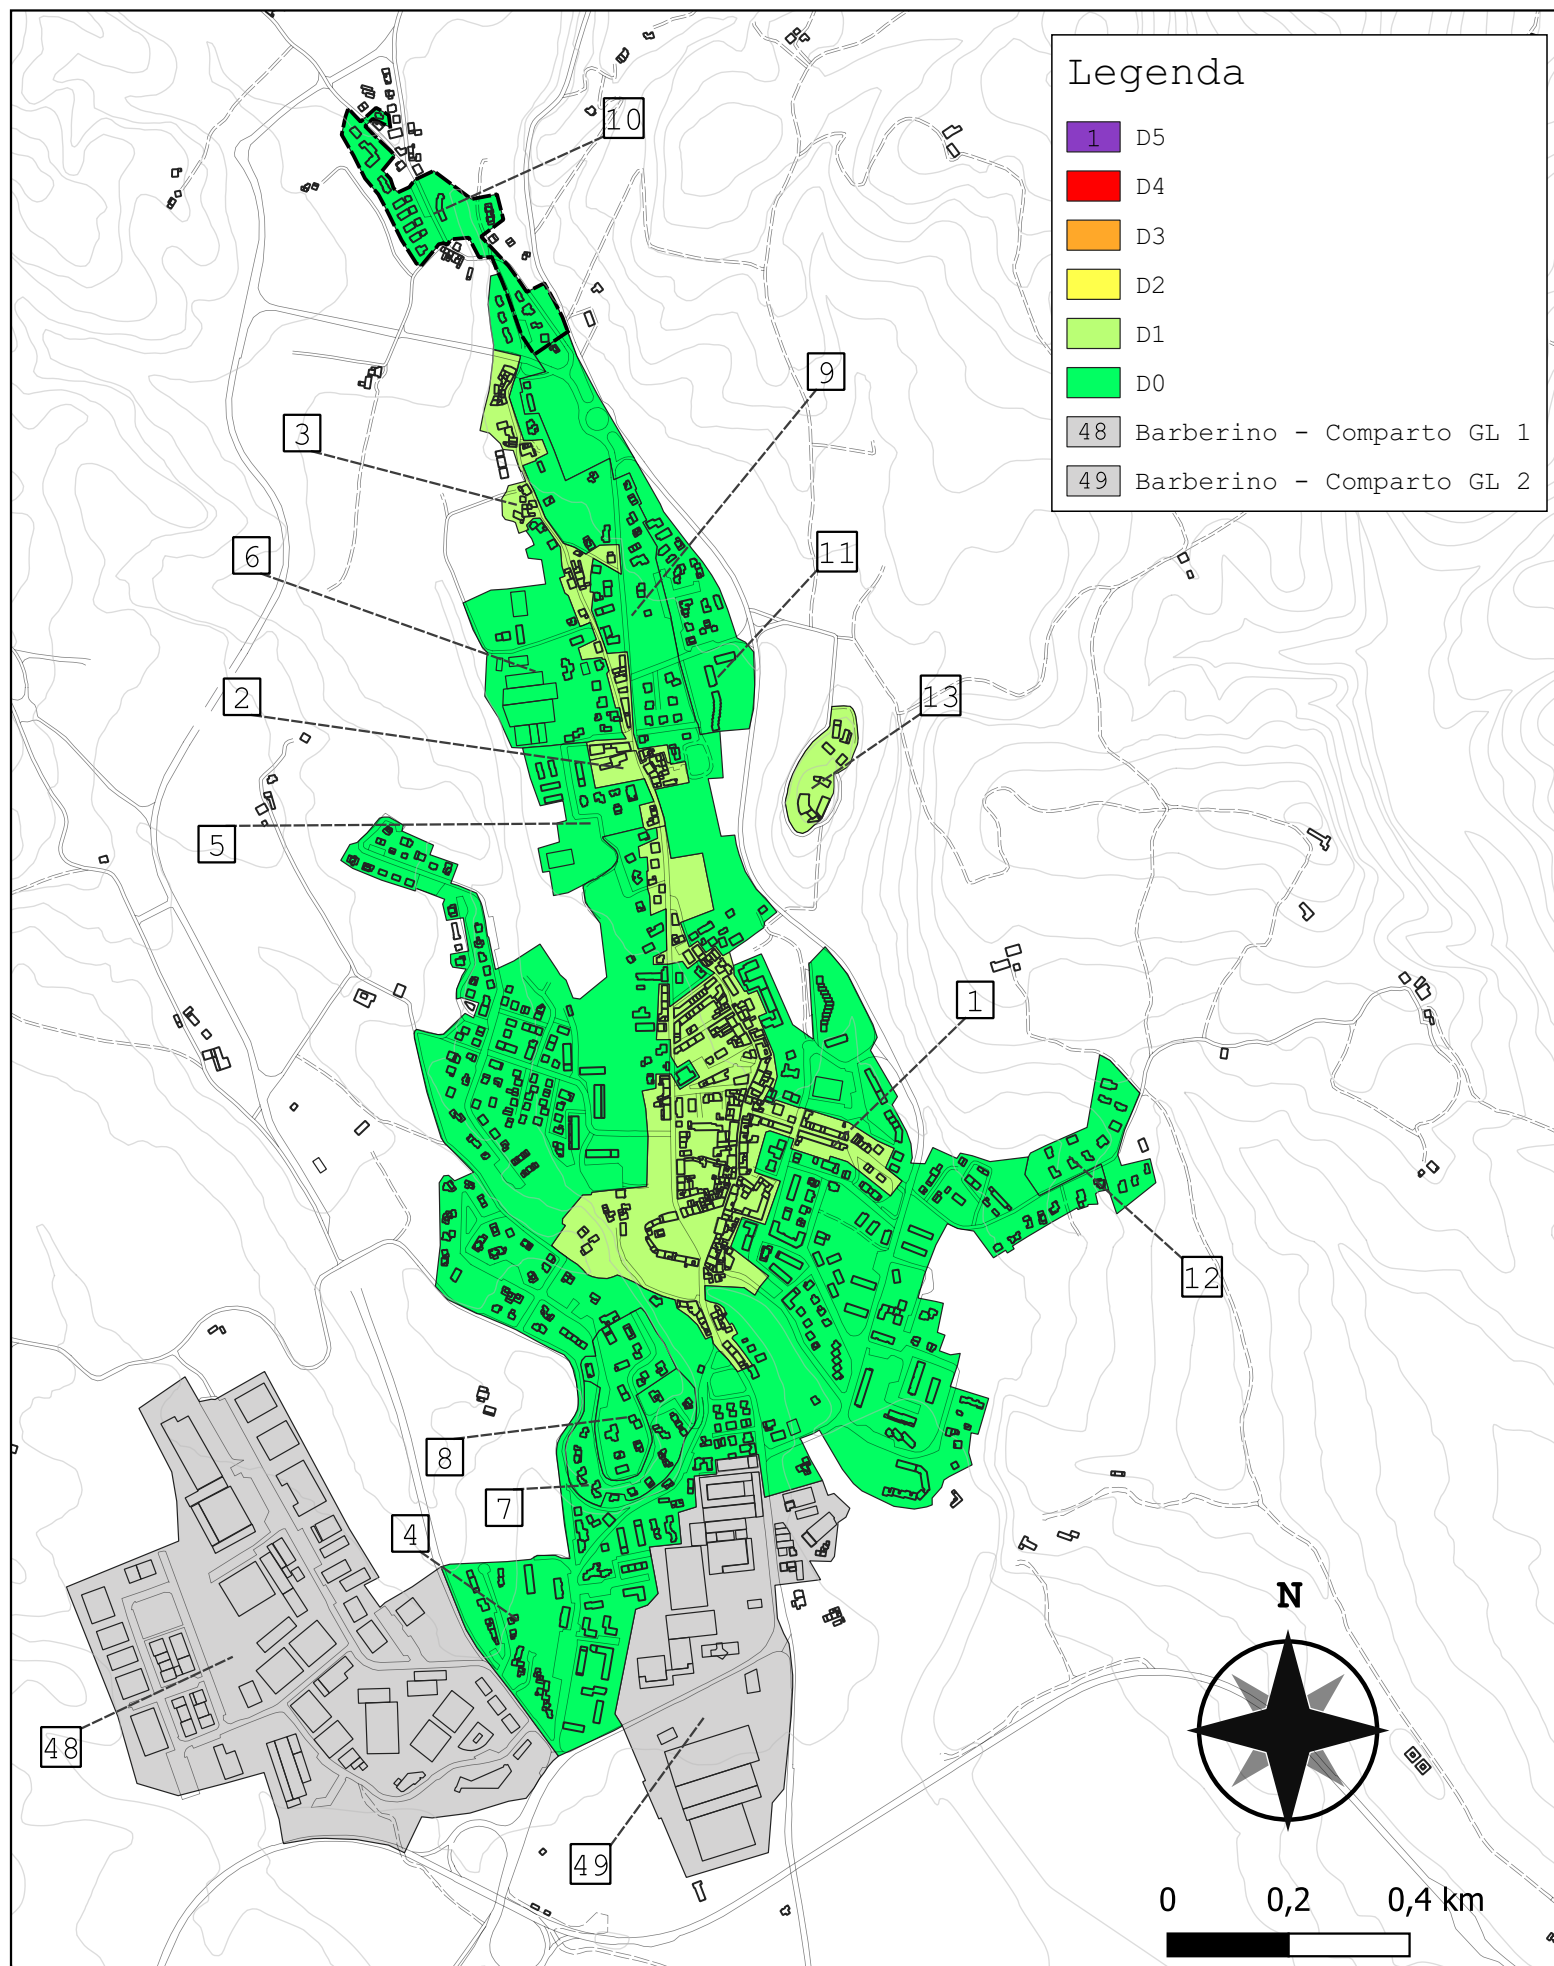 Legenda
1 D5
D4
D3
D2
D1
D0
48 Barberino - Comparto GL 1
49 Barberino - Comparto GL 2
10
9
3
11
6
2
13
5
1
12
8
7
4
48
49
N
0 0,2 0,4 km